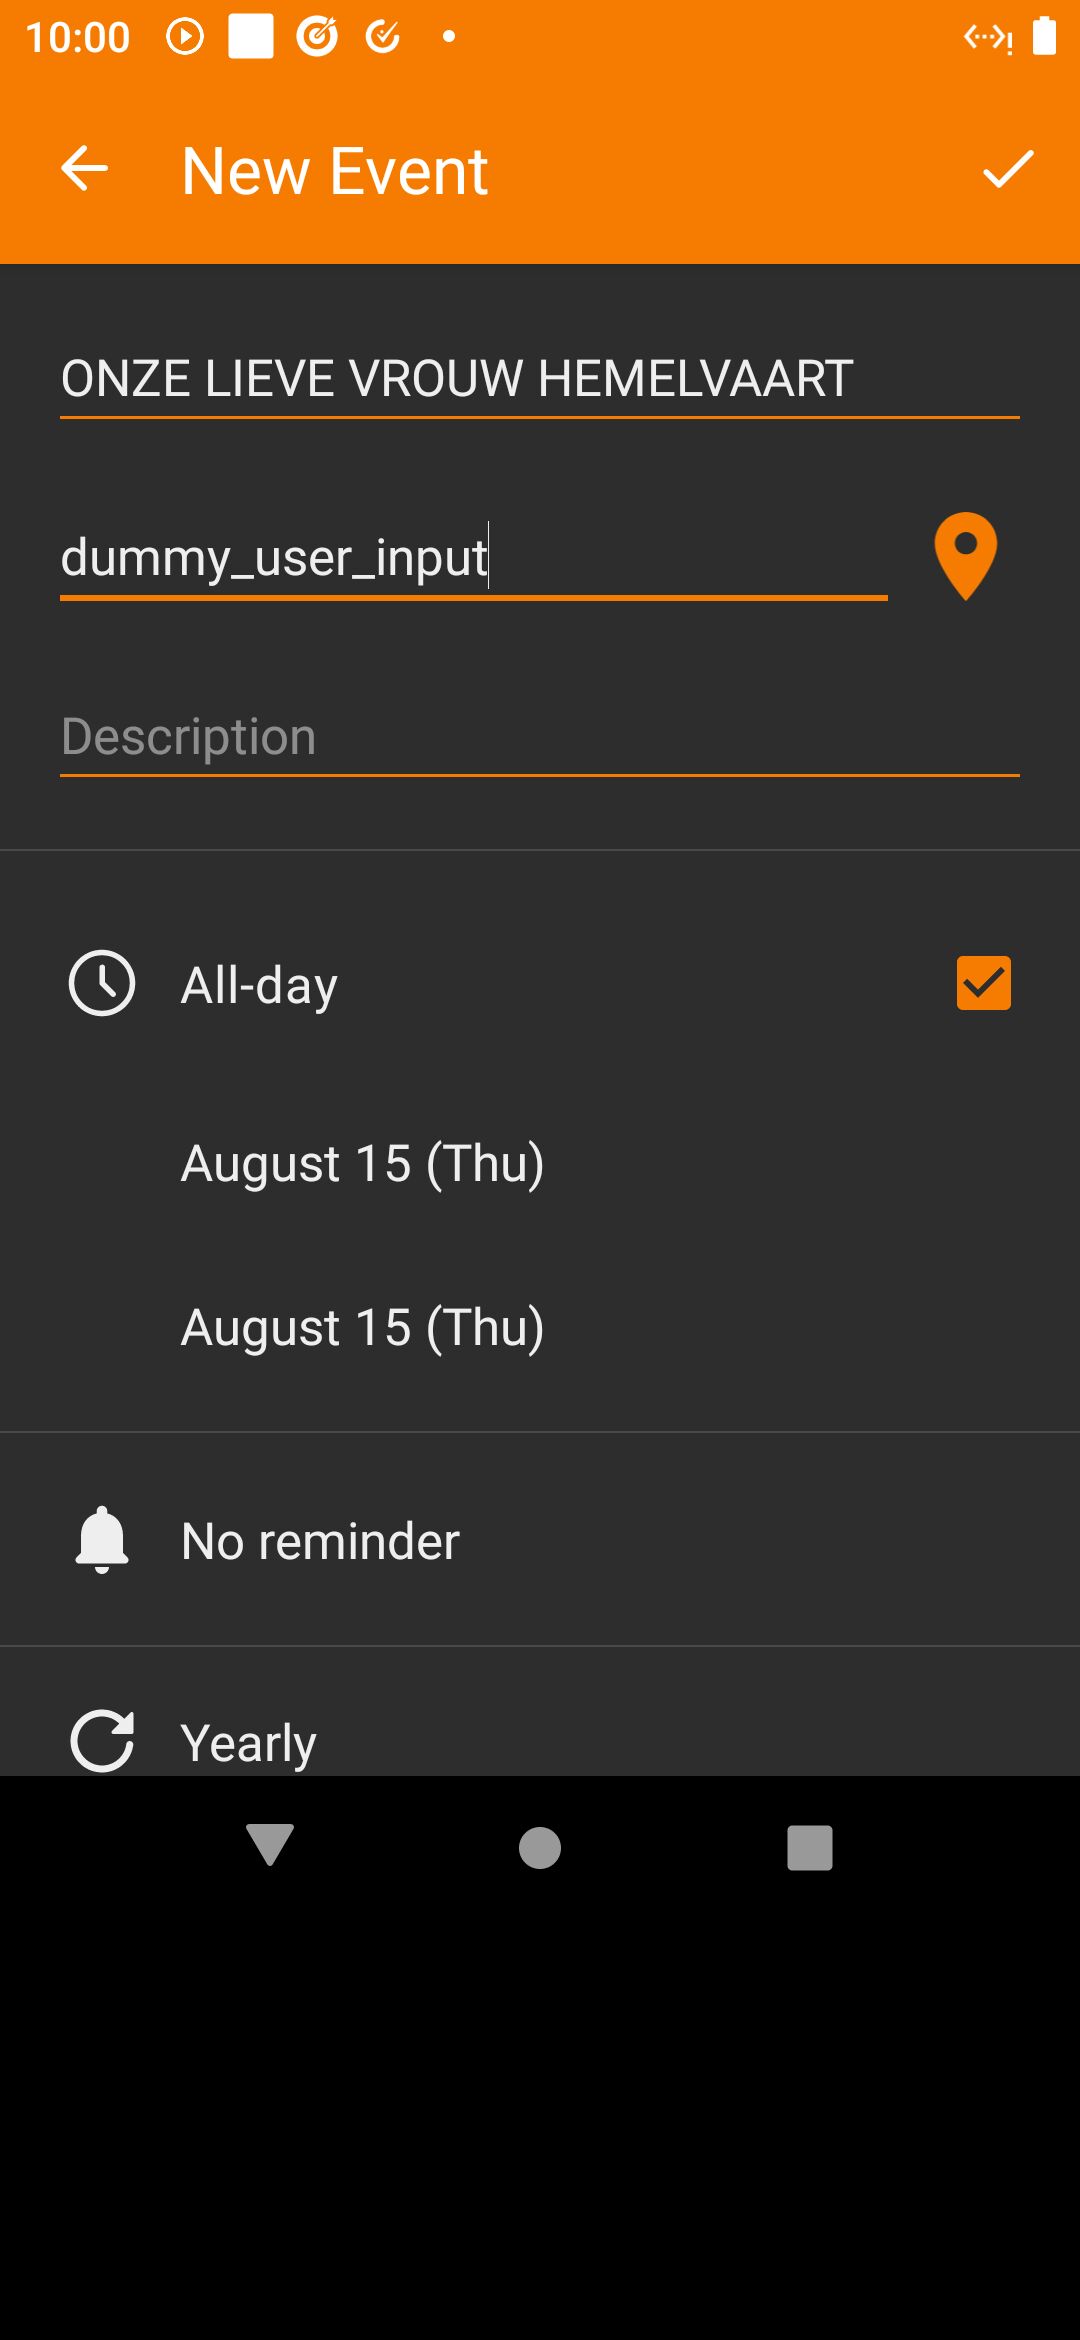 10:00
New Event
ONZE LIEVE VROUW HEMELVAART
dummy_user_input
Description
All-day
August 15 (Thu)
August 15 (Thu)
No reminder
Yearly